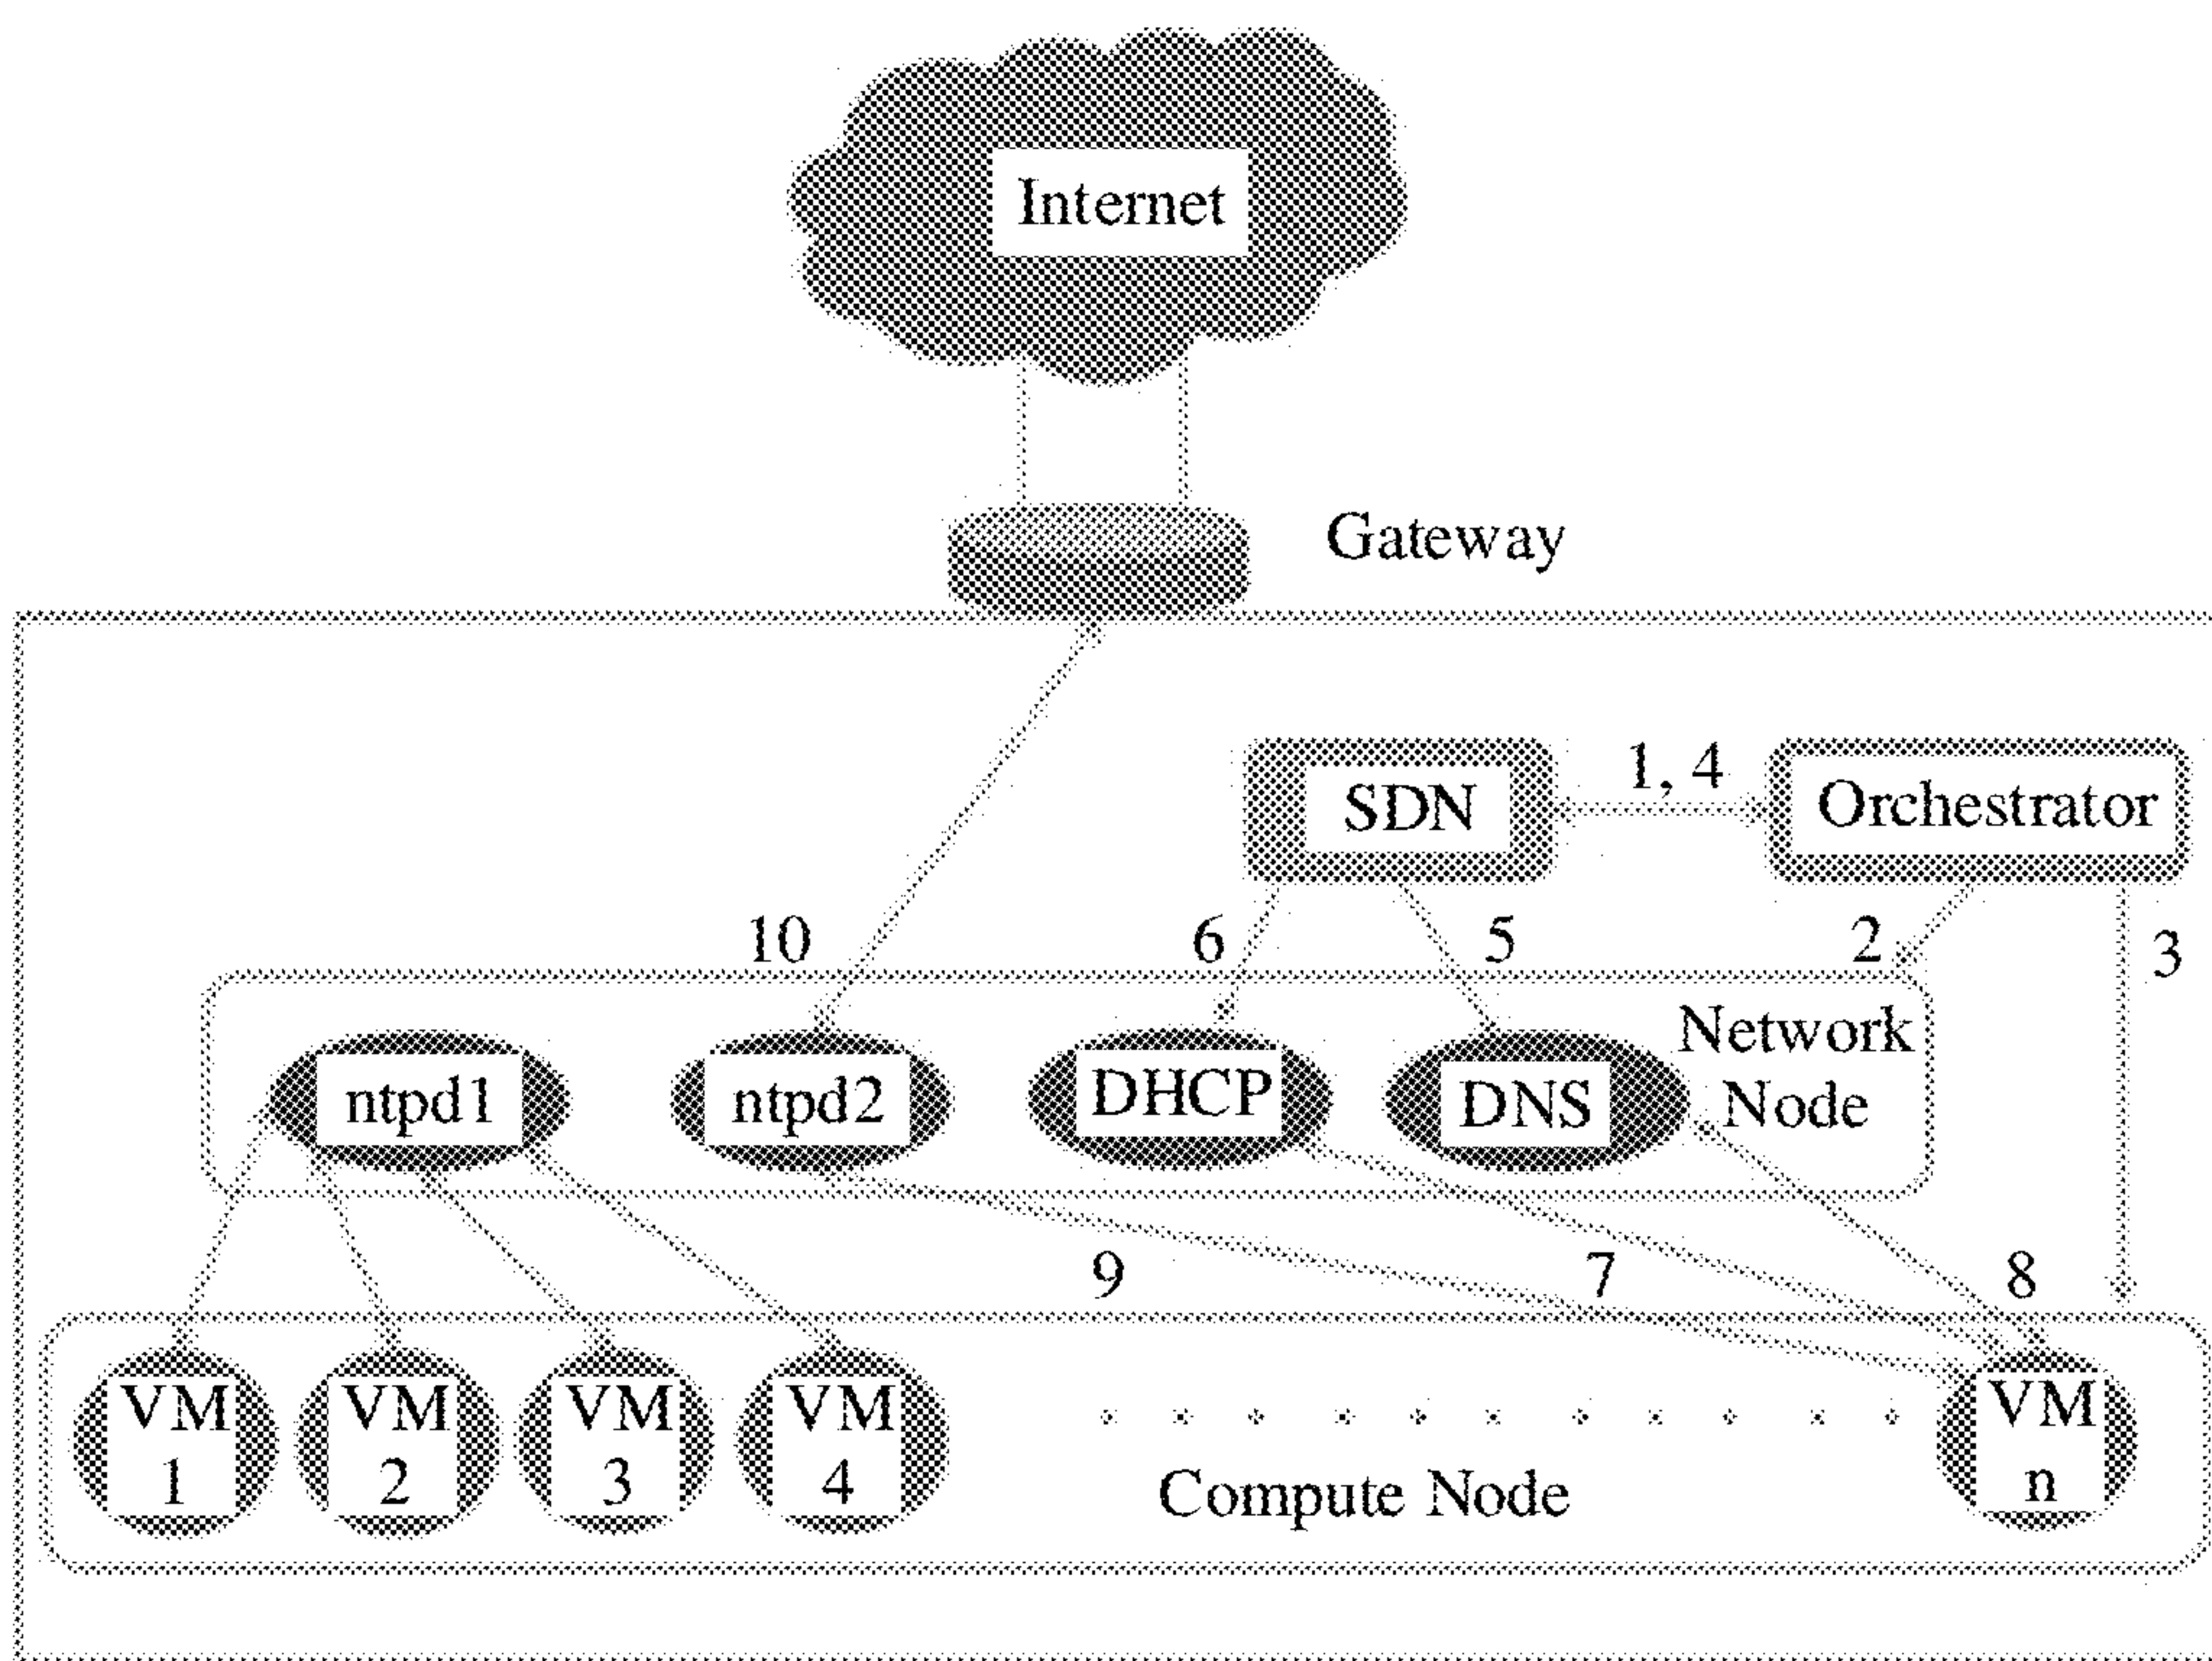 Internet
Gateway
SDN
1, 4
Orchestrator
10
6
5
2
3
ntpd1
ntpd2
DHCP
DNS
Network
Node
9
7
8
VM
1
VM
2
VM
3
VM
4
Compute Node
VM
n